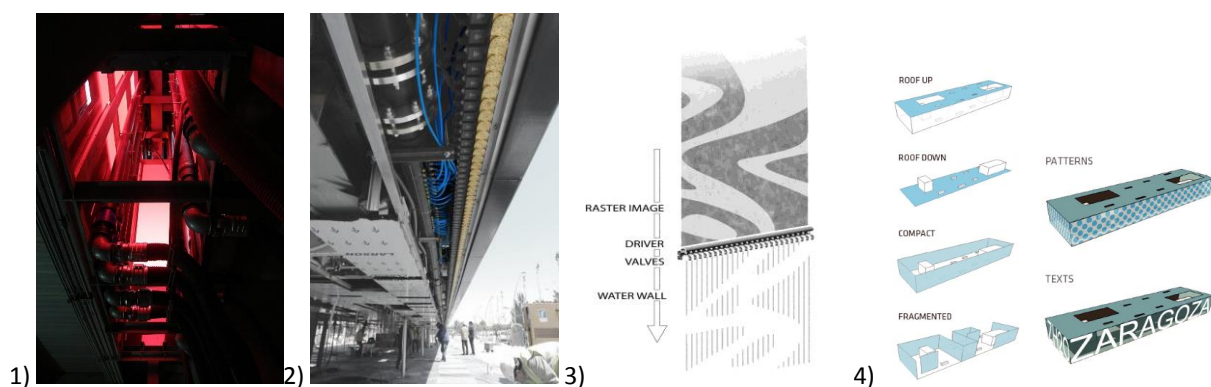 1)
2)
LARSON
3)
RASTER IMAGE
DRIVER
VALVES
WATER WALL
4)
ROOF UP
ROOF DOWN
COMPACT
FRAGMENTED
PATTERNS
TEXTS
ZARAGOZA